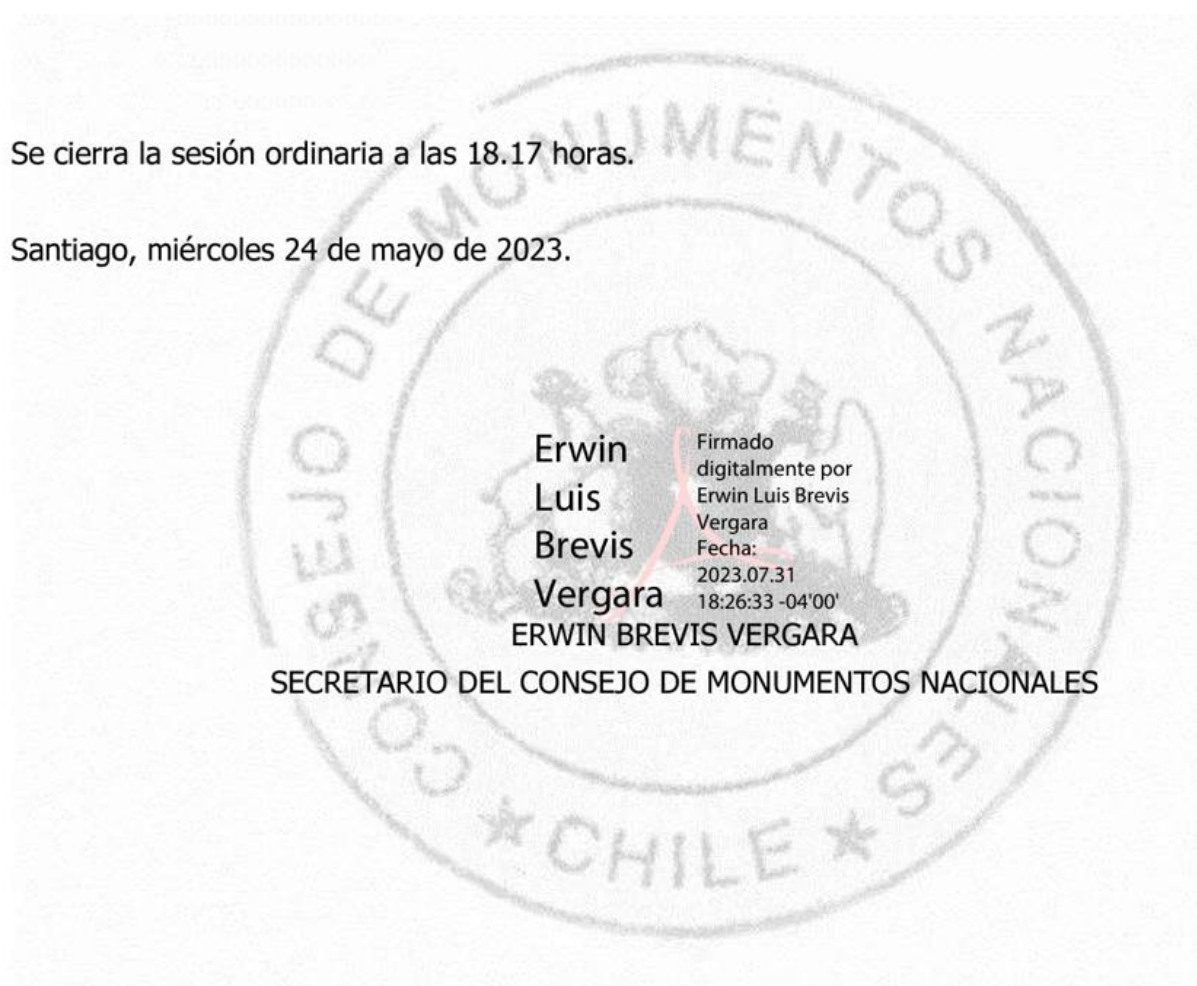 Se cierra la sesión ordinaria a las 18.17 horas.
Santiago, miércoles 24 de mayo de 2023.
CONSEJO DE MONUMENTOS NACIONALES
★ CHILE ★
Erwin
Luis
Brevis
Vergara
Firmado
digitalmente por
Erwin Luis Brevis
Vergara
Fecha:
2023.07.31
18:26:33 -04'00'
ERWIN BREVIS VERGARA
SECRETARIO DEL CONSEJO DE MONUMENTOS NACIONALES